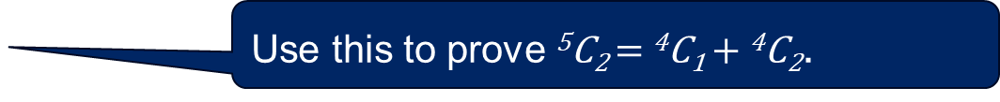 Use this to prove ⁵C₂= ⁴C₁+ ⁴C₂.